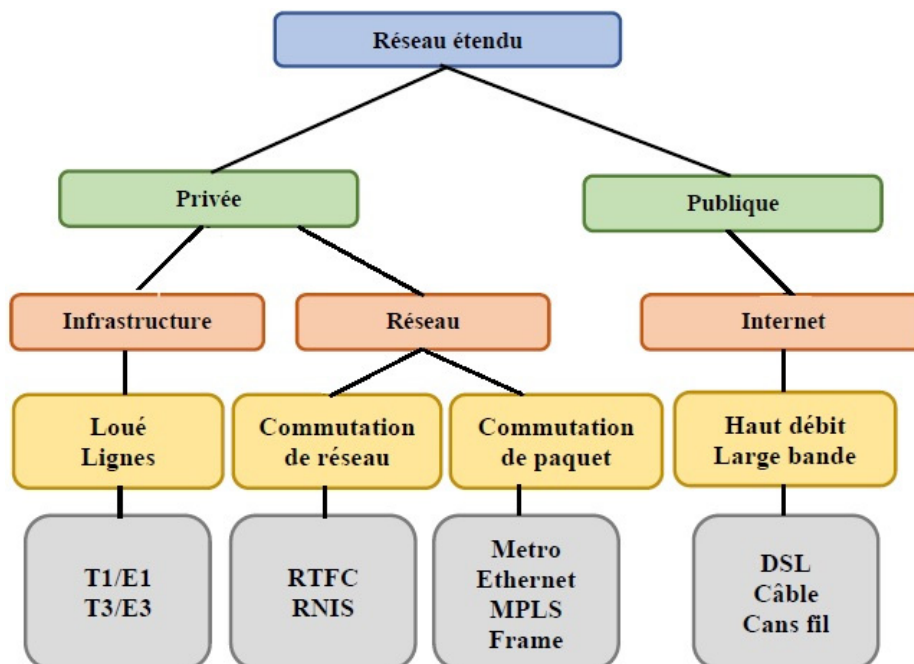 Réseau étendu
Privée
Publique
Infrastructure
Réseau
Internet
Loué
Lignes
Commutation
de réseau
Commutation
de paquet
Haut débit
Large bande
T1/E1
T3/E3
RTFC
RNIS
Metro
Ethernet
MPLS
Frame
DSL
Câble
Cans fil